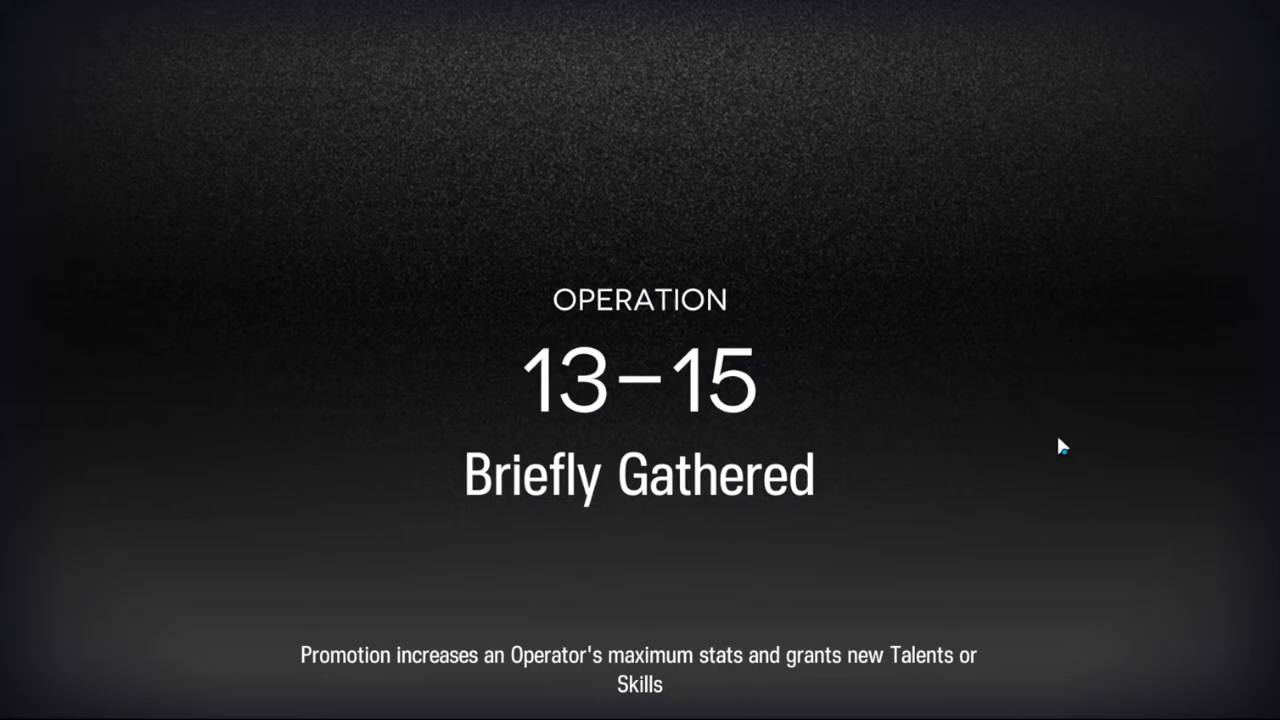 OPERATION
13-15
Briefly Gathered
Promotion increases an Operator's maximum stats and grants new Talents or
Skills